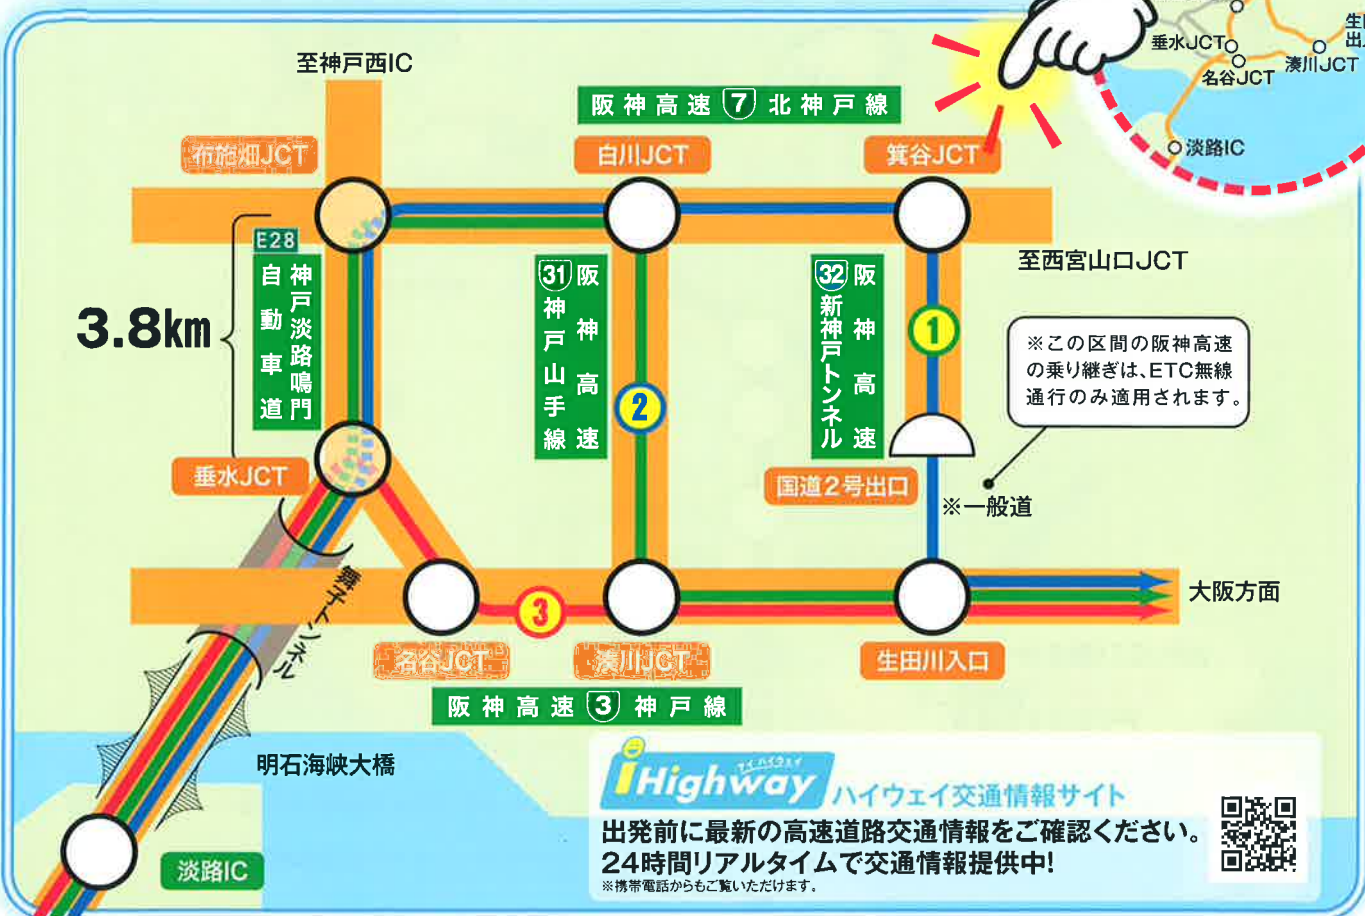 至神戸西IC
阪神高速 7 北神戸線
布施畑JCT
白川JCT
箕谷JCT
垂水JCT
名谷JCT
湊川JCT
淡路IC
至西宮山口JCT
E28
神戸淡路鳴門
自動車道
3.8km
31
阪神高速
神戸山手線
32
阪神高速
新神戸トンネル
1
2
※この区間の阪神高速
の乗り継ぎは、ETC無線
通行のみ適用されます。
垂水JCT
国道2号出口
※一般道
舞子トンネル
大阪方面
3
名谷JCT
湊川JCT
生田川入口
阪神高速 3 神戸線
明石海峡大橋
淡路IC
アイハイウェイ
iHighway ハイウェイ交通情報サイト
出発前に最新の高速道路交通情報をご確認ください。
24時間リアルタイムで交通情報提供中!
※携帯電話からもご覧いただけます。